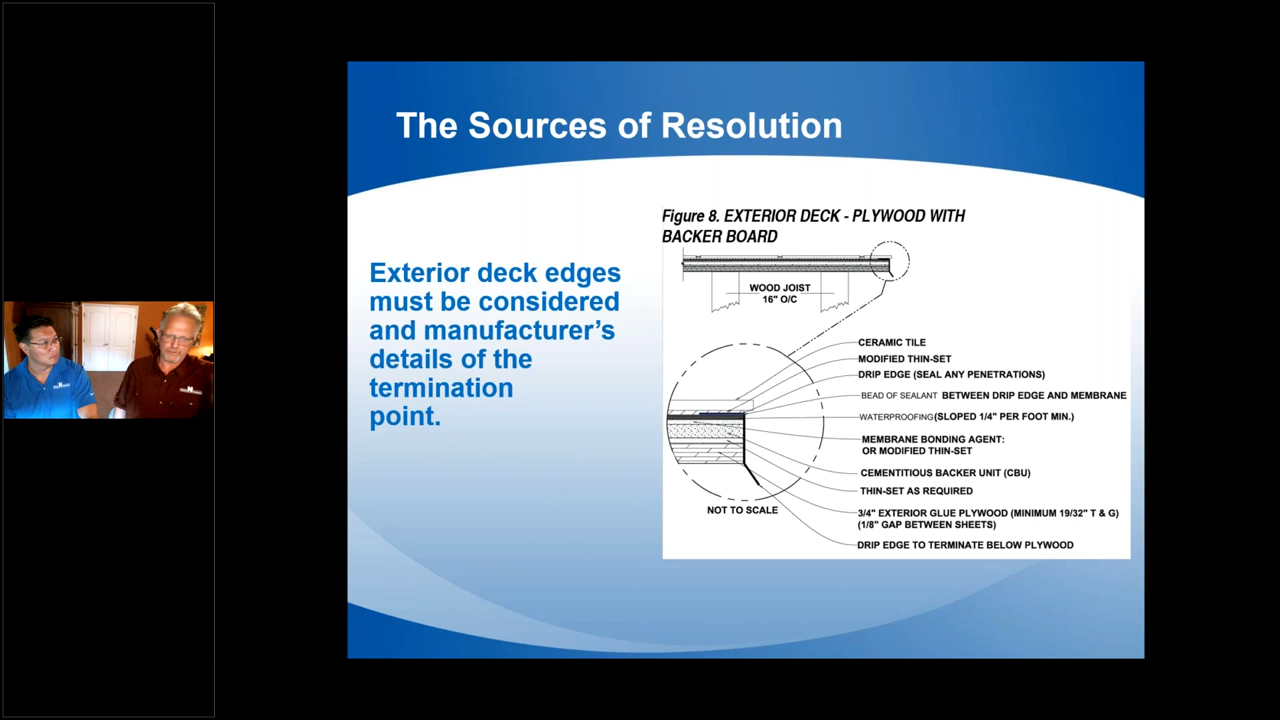 The Sources of Resolution
Exterior deck edges
must be considered
and manufacturer's
details of the
termination
point.
Figure 8. EXTERIOR DECK - PLYWOOD WITH
BACKER BOARD
WOOD JOIST
16" O/C
CERAMIC TILE
MODIFIED THIN-SET
DRIP EDGE (SEAL ANY PENETRATIONS)
BEAD OF SEALANT BETWEEN DRIP EDGE AND MEMBRANE
WATERPROOFING(SLOPED 1/4" PER FOOT MIN.)
MEMBRANE BONDING AGENT:
OR MODIFIED THIN-SET
CEMENTITIOUS BACKER UNIT (CBU)
THIN-SET AS REQUIRED
3/4" EXTERIOR GLUE PLYWOOD (MINIMUM 19/32" T & G)
(1/8" GAP BETWEEN SHEETS)
DRIP EDGE TO TERMINATE BELOW PLYWOOD
NOT TO SCALE